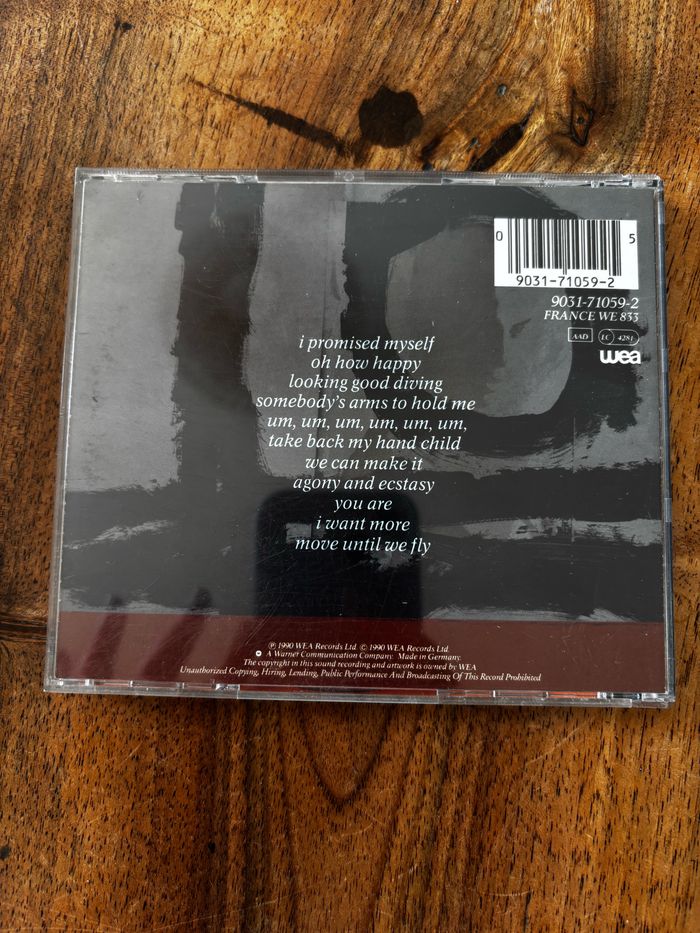 0 5
9031-71059-2
9031-71059-2
FRANCE WE 833
AAD LC 4281
wea
i promised myself
oh how happy
looking good diving
somebody's arms to hold me
um, um, um, um, um, um,
take back my hand child
we can make it
agony and ecstasy
you are
i want more
move until we fly
℗ 1990 WEA Records Ltd. © 1990 WEA Records Ltd.
A Warner Communication Company. Made in Germany.
The copyright in this sound recording and artwork is owned by WEA
Unauthorized Copying, Hiring, Lending, Public Performance And Broadcasting Of This Record Prohibited